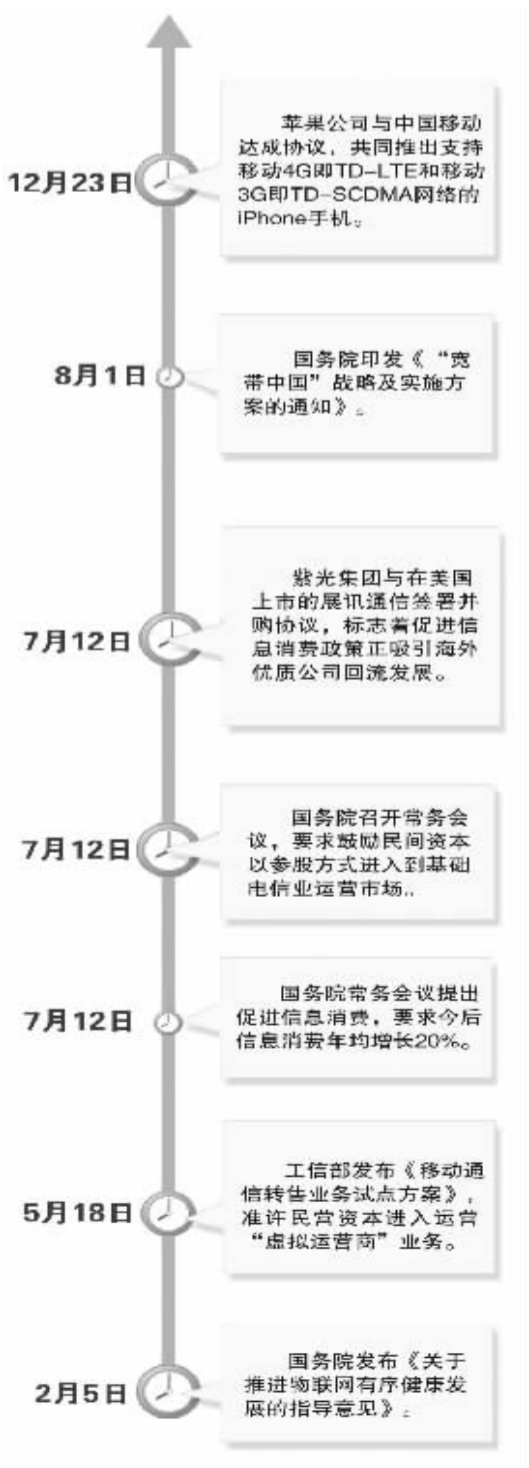 12月23日
苹果公司与中国移动
达成协议，共同推出支持
移动4G即TD-LTE和移动
3G即TD-SCDMA网络的
iPhone手机。
8月1日
国务院印发《“宽
带中国”战略及实施方
案的通知》。
7月12日
紫光集团与在美国
上市的展讯通信签署并
购协议，标志着促进信
息消费政策正吸引海外
优质公司回流发展。
7月12日
国务院召开常务会
议，要求鼓励民间资本
以参股方式进入到基础
电信业运营市场..
7月12日
国务院常务会议提出
促进信息消费，要求今后
信息消费年均增长20%。
5月18日
工信部发布《移动通
信转售业务试点方案》，
准许民营资本进入运营
“虚拟运营商”业务。
2月5日
国务院发布《关于
推进物联网有序健康发
展的指导意见》。